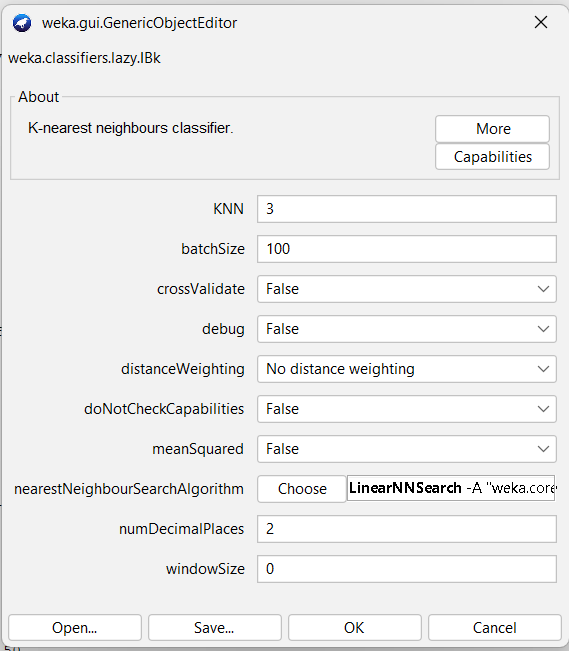 weka.gui.GenericObjectEditor
weka.classifiers.lazy.IBk
About
K-nearest neighbours classifier.
More
Capabilities
KNN 3
batchSize 100
crossValidate False
debug False
distanceWeighting No distance weighting
doNotCheckCapabilities False
meanSquared False
nearestNeighbourSearchAlgorithm Choose LinearNNSearch -A "weka.core
numDecimalPlaces 2
windowSize 0
Open... Save... OK Cancel